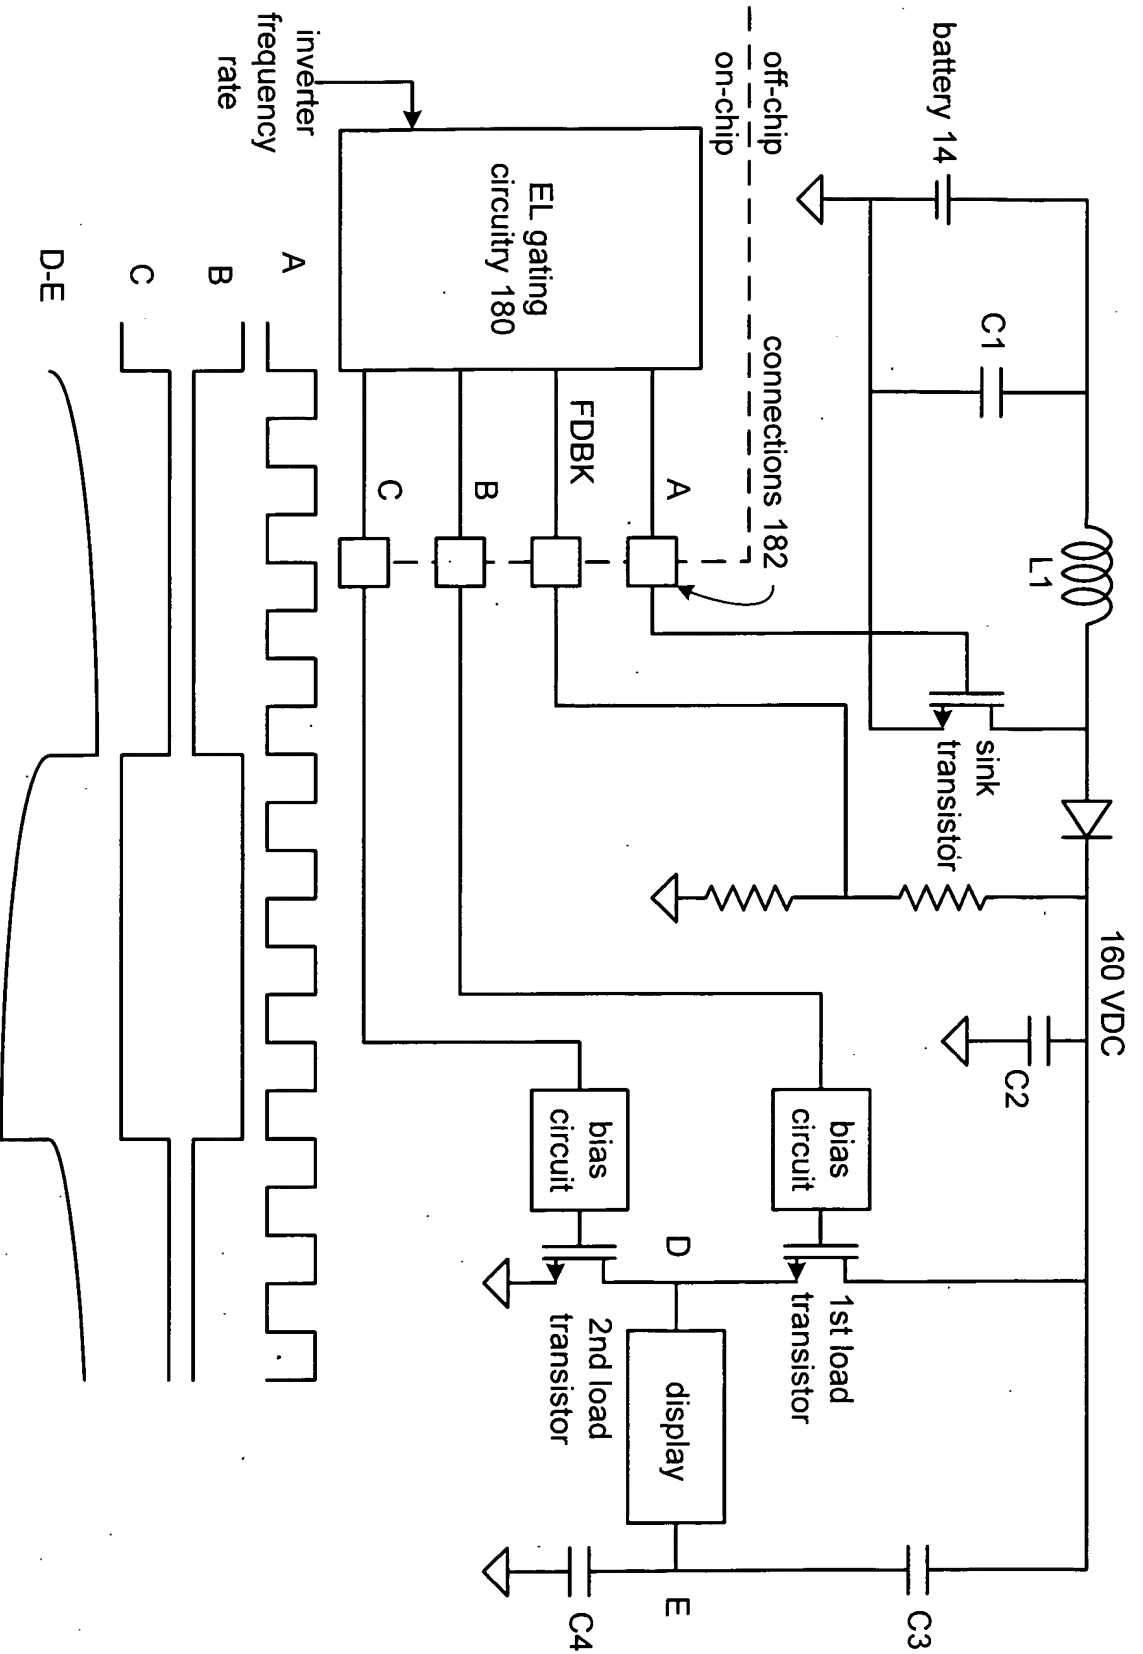 battery 14
C1
L1
sink
transistor
160 VDC
C2
off-chip
on-chip
connections 182
EL gating
circuitry 180
inverter
frequency
rate
A
FDBK
B
C
bias
circuit
bias
circuit
1st load
transistor
D
2nd load
transistor
display
E
C3
C4
A
B
C
D-E